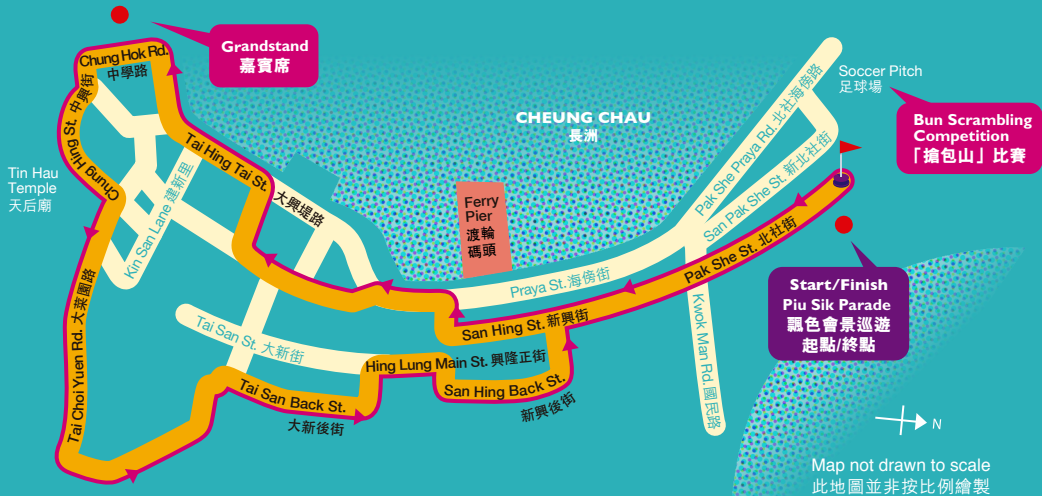 Chung Hok Rd.
中學路
Grandstand
嘉賓席
Chung Hing St. 中興街
Tin Hau
Temple
天后廟
Kin San Lane 建新里
Tai Hing Tai St.
大興堤路
CHEUNG CHAU
長洲
Ferry
Pier
渡輪
碼頭
Praya St. 海傍街
Pak She Praya Rd. 北社海傍路
San Pak She St. 新北社街
Soccer Pitch
足球場
Bun Scrambling
Competition
「搶包山」比賽
Pak She St. 北社街
Start/Finish
Piu Sik Parade
飄色會景巡遊
起點/終點
Kwok Man Rd. 國民路
San Hing St. 新興街
Tai San St. 大新街
Hing Lung Main St. 興隆正街
San Hing Back St.
新興後街
Tai San Back St.
大新後街
Tai Choi Yuen Rd. 大菜園路
N
Map not drawn to scale
此地圖並非按比例繪製